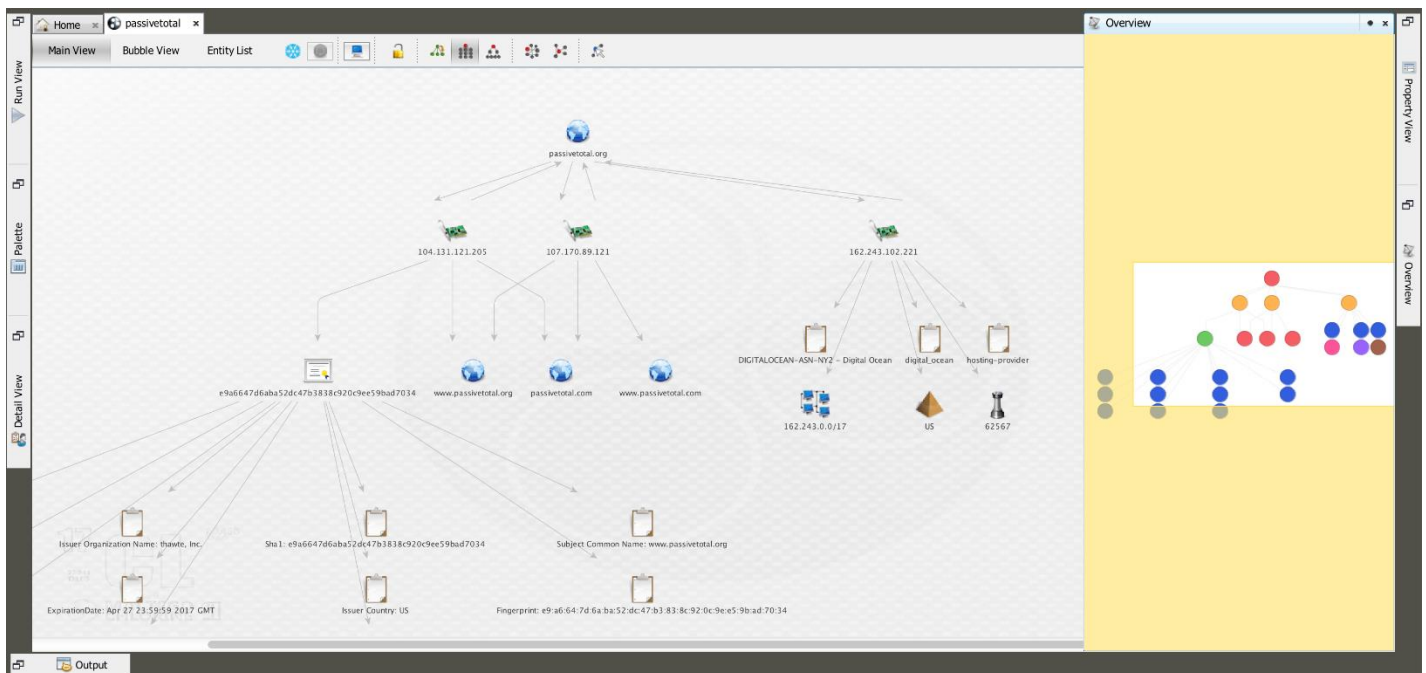 Home
passivetotal
Overview
Main View
Bubble View
Entity List
Run View
Palette
Detail View
Property View
Overview
passivetotal.org
104.131.121.205
107.170.89.121
162.243.102.221
DIGITALOCEAN-ASN-NY2 - Digital Ocean
digital_ocean
hosting-provider
e9a6647d6aba52dc47b3838c920c9ee59bad7034
www.passivetotal.org
passivetotal.com
www.passivetotal.com
162.243.0.0/17
US
62567
Issuer Organization Name: thawte, Inc.
Sha1: e9a6647d6aba52dc47b3838c920c9ee59bad7034
Subject Common Name: www.passivetotal.org
ExpirationDate: Apr 27 23:59:59 2017 GMT
Issuer Country: US
Fingerprint: e9:a6:64:7d:6a:ba:52:dc:47:b3:83:8c:92:0c:9e:e5:9b:ad:70:34
Output